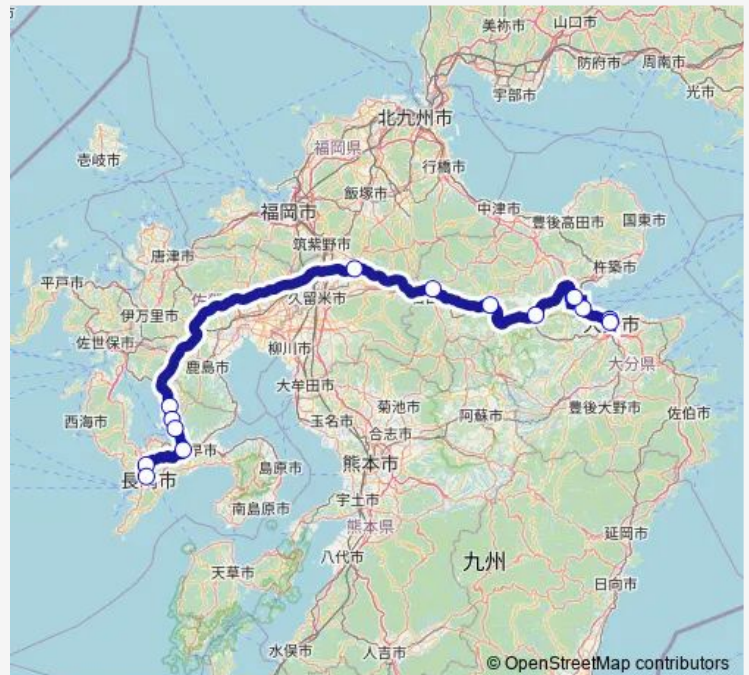 美祢市
山口市
防府市
周南市
光市
宇部市
北九州市
福岡県
行橋市
壱岐市
飯塚市
中津市
福岡市
豊後高田市
国東市
筑紫野市
唐津市
杵築市
平戸市
久留米市
伊万里市
佐世保市
柳川市
大分県
鹿島市
大牟田市
菊池市
阿蘇市
豊後大野市
佐伯市
西海市
玉名市
合志市
熊本市
島原市
南島原市
宇土市
熊本県
延岡市
八代市
九州
天草市
日向市
水俣市
人吉市
© OpenStreetMap contributors